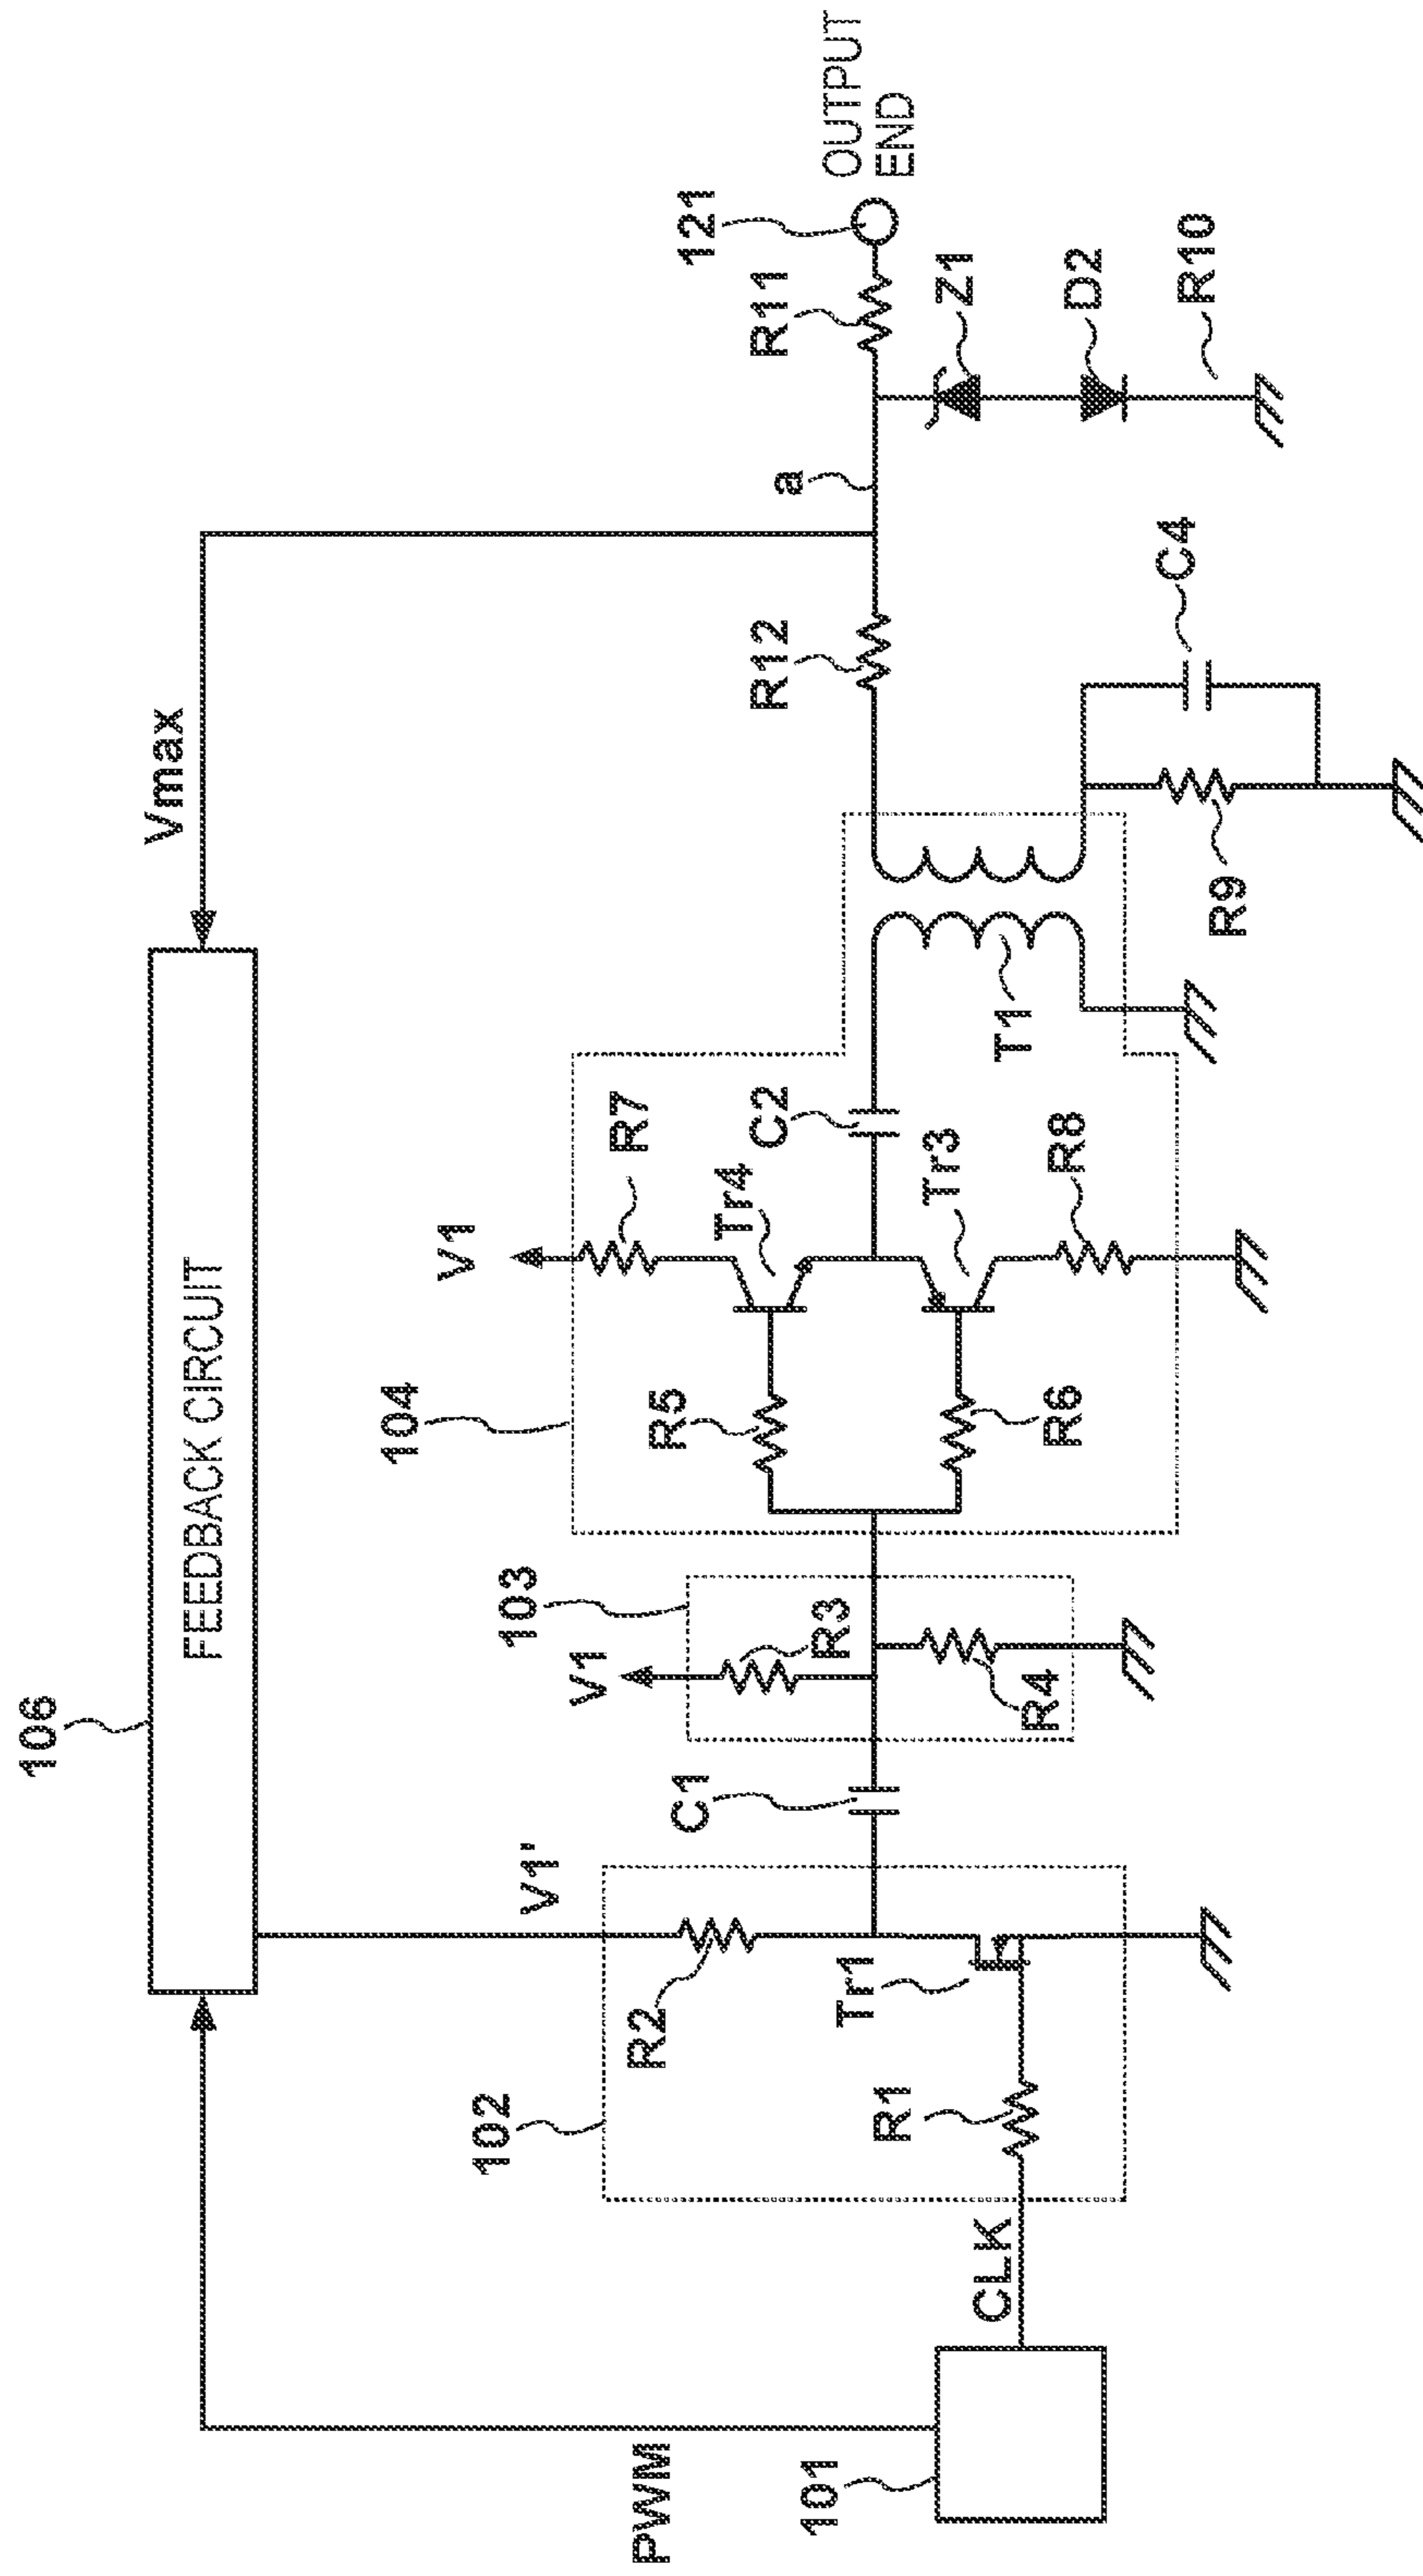 106
FEEDBACK CIRCUIT
Vmax
PWM
101
CLK
102
V1'
R2
R1
Tr1
C1
103
V1
R3
R4
104
V1
R7
R5
R6
Tr4
Tr3
R8
C2
T1
R12
R9
C4
a
R11
121
OUTPUT
END
Z1
D2
R10